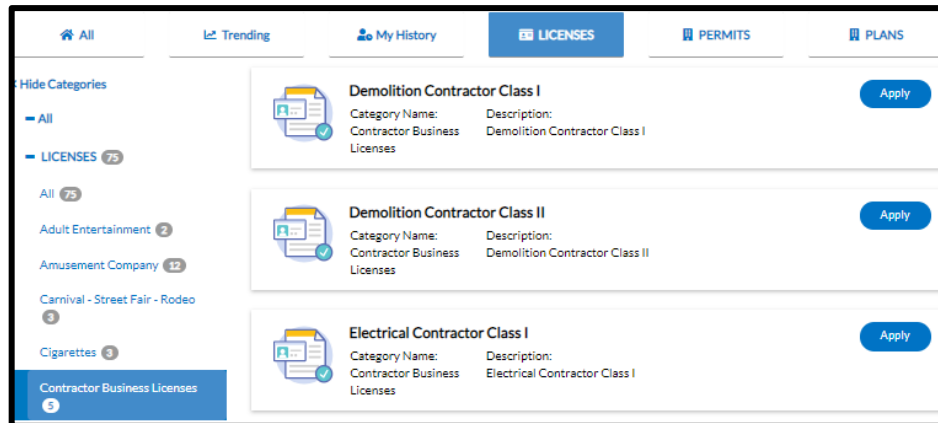 All
Trending
My History
LICENSES
PERMITS
PLANS
Hide Categories
All
LICENSES 75
All 75
Adult Entertainment 2
Amusement Company 12
Carnival - Street Fair - Rodeo
3
Cigarettes 3
Contractor Business Licenses
5
Demolition Contractor Class I
Apply
Category Name:
Description:
Contractor Business
Demolition Contractor Class I
Licenses
Demolition Contractor Class II
Apply
Category Name:
Description:
Contractor Business
Demolition Contractor Class II
Licenses
Electrical Contractor Class I
Apply
Category Name:
Description:
Contractor Business
Electrical Contractor Class I
Licenses